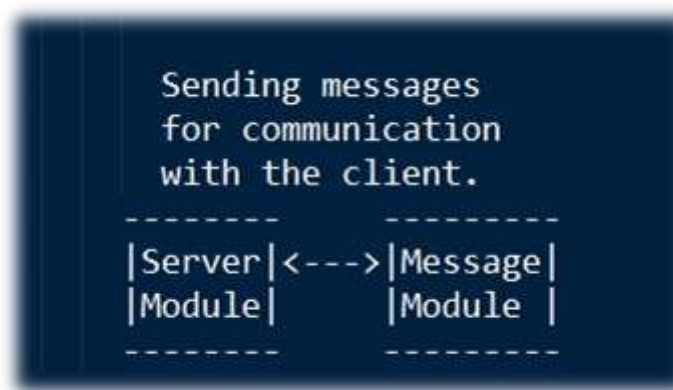 Sending messages
for communication
with the client.
--------     ---------
|Server|<--->|Message|
|Module|     |Module |
--------     ---------